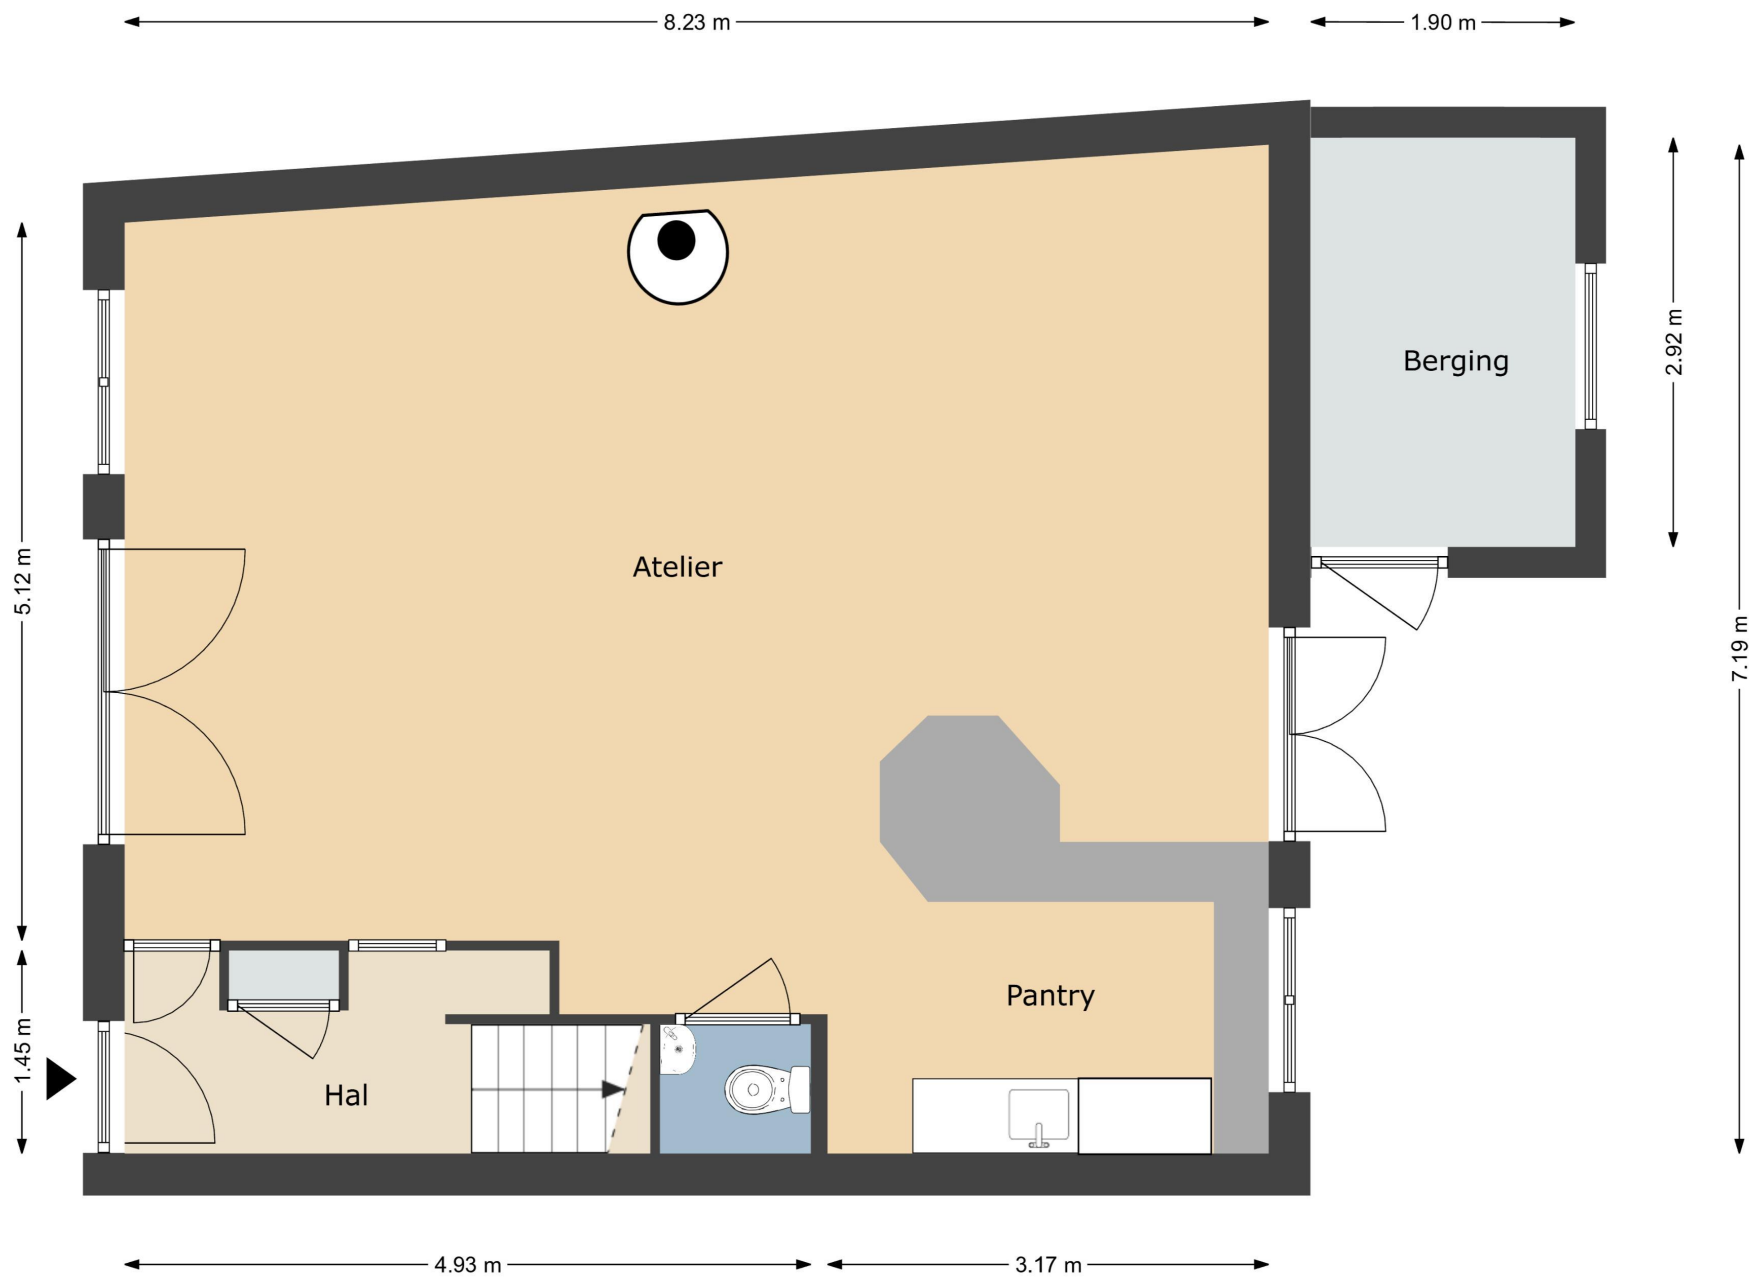 8.23 m
1.90 m
Berging
2.92 m
Atelier
5.12 m
7.19 m
Pantry
1.45 m
Hal
4.93 m
3.17 m